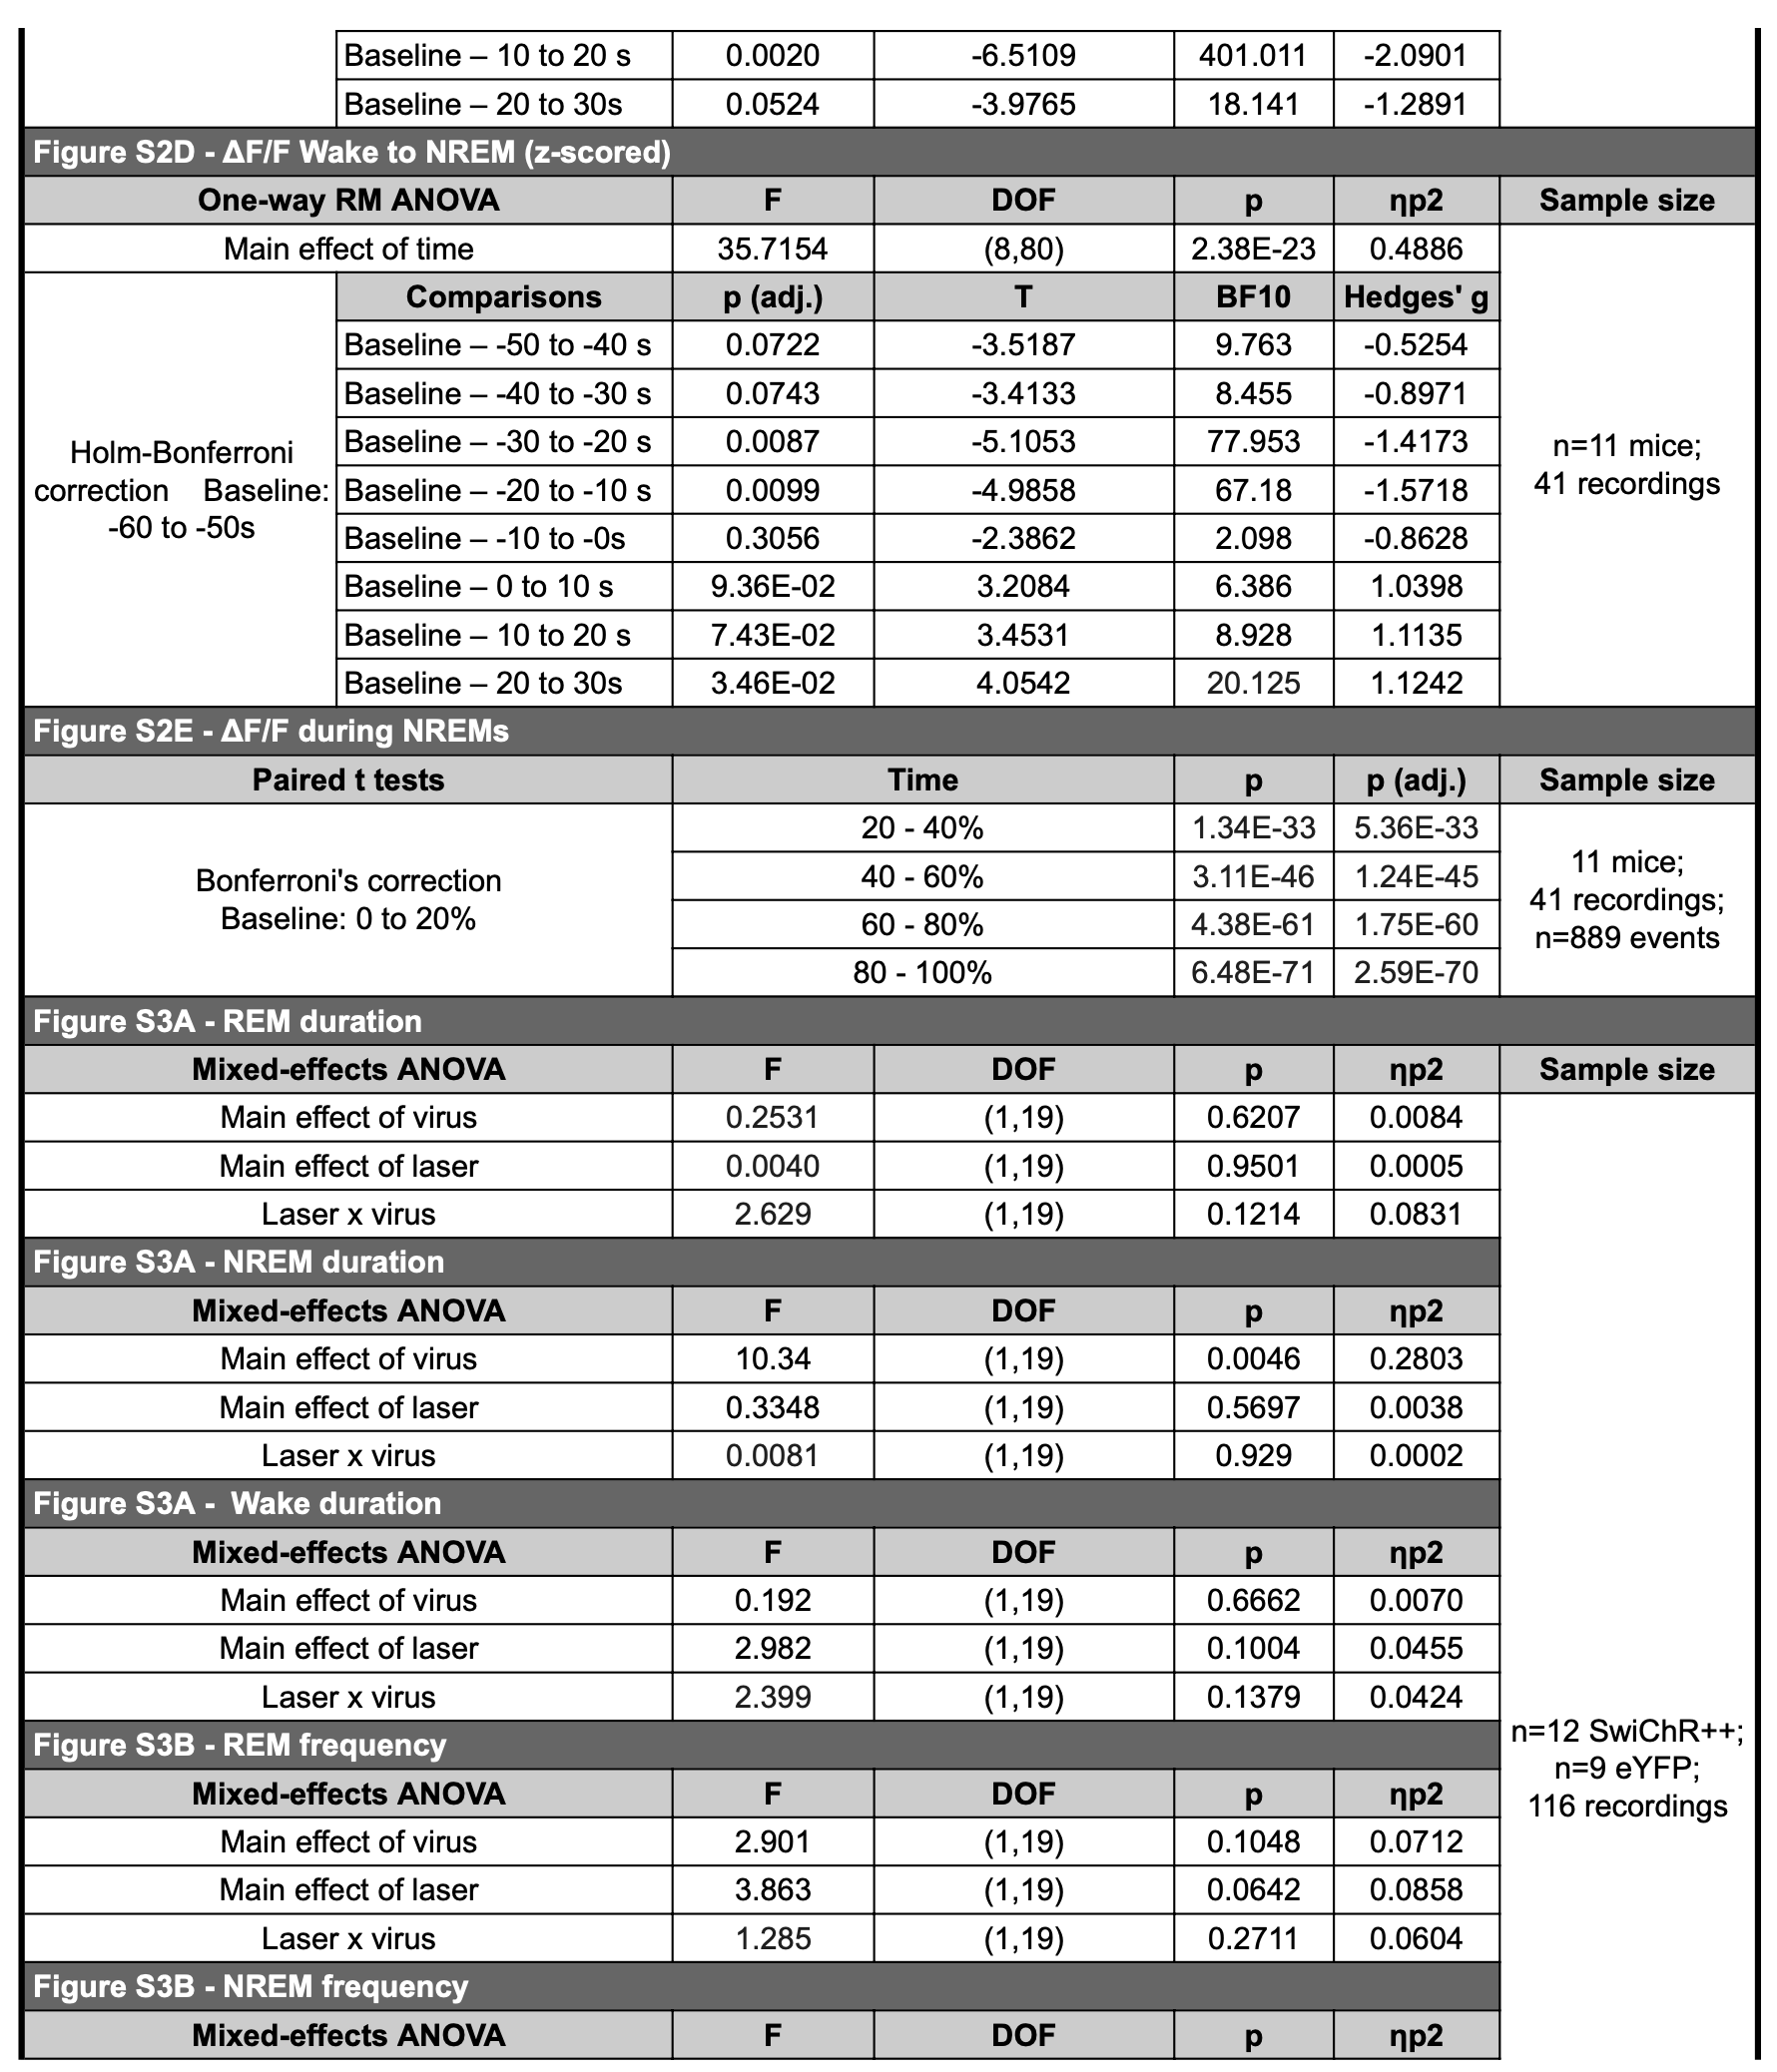 Baseline – 10 to 20 s 0.0020 -6.5109 401.011 -2.0901
Baseline – 20 to 30s 0.0524 -3.9765 18.141 -1.2891
Figure S2D - ΔF/F Wake to NREM (z-scored)
One-way RM ANOVA F DOF p ηp2 Sample size
Main effect of time 35.7154 (8,80) 2.38E-23 0.4886
Comparisons p (adj.) T BF10 Hedges' g
Baseline – -50 to -40 s 0.0722 -3.5187 9.763 -0.5254
Baseline – -40 to -30 s 0.0743 -3.4133 8.455 -0.8971
Baseline – -30 to -20 s 0.0087 -5.1053 77.953 -1.4173
Baseline – -20 to -10 s 0.0099 -4.9858 67.18 -1.5718
Baseline – -10 to -0s 0.3056 -2.3862 2.098 -0.8628
Baseline – 0 to 10 s 9.36E-02 3.2084 6.386 1.0398
Baseline – 10 to 20 s 7.43E-02 3.4531 8.928 1.1135
Baseline – 20 to 30s 3.46E-02 4.0542 20.125 1.1242
Holm-Bonferroni
correction Baseline:
-60 to -50s
n=11 mice;
41 recordings
Figure S2E - ΔF/F during NREMs
Paired t tests Time p p (adj.) Sample size
20 - 40% 1.34E-33 5.36E-33
40 - 60% 3.11E-46 1.24E-45
60 - 80% 4.38E-61 1.75E-60
80 - 100% 6.48E-71 2.59E-70
Bonferroni's correction
Baseline: 0 to 20%
11 mice;
41 recordings;
n=889 events
Figure S3A - REM duration
Mixed-effects ANOVA F DOF p ηp2 Sample size
Main effect of virus 0.2531 (1,19) 0.6207 0.0084
Main effect of laser 0.0040 (1,19) 0.9501 0.0005
Laser x virus 2.629 (1,19) 0.1214 0.0831
Figure S3A - NREM duration
Mixed-effects ANOVA F DOF p ηp2
Main effect of virus 10.34 (1,19) 0.0046 0.2803
Main effect of laser 0.3348 (1,19) 0.5697 0.0038
Laser x virus 0.0081 (1,19) 0.929 0.0002
Figure S3A - Wake duration
Mixed-effects ANOVA F DOF p ηp2
Main effect of virus 0.192 (1,19) 0.6662 0.0070
Main effect of laser 2.982 (1,19) 0.1004 0.0455
Laser x virus 2.399 (1,19) 0.1379 0.0424
Figure S3B - REM frequency
Mixed-effects ANOVA F DOF p ηp2
Main effect of virus 2.901 (1,19) 0.1048 0.0712
Main effect of laser 3.863 (1,19) 0.0642 0.0858
Laser x virus 1.285 (1,19) 0.2711 0.0604
n=12 SwiChR++;
n=9 eYFP;
116 recordings
Figure S3B - NREM frequency
Mixed-effects ANOVA F DOF p ηp2